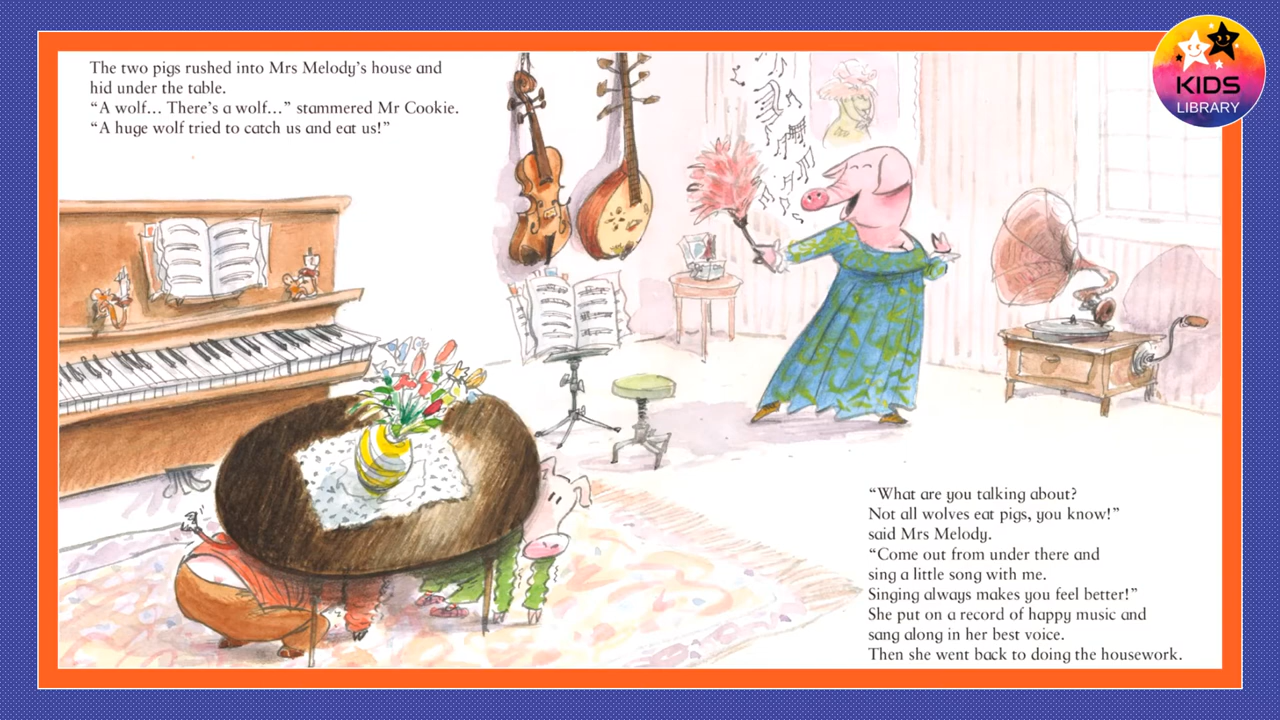 The two pigs rushed into Mrs Melody's house and
hid under the table.
“A wolf... There's a wolf...” stammered Mr Cookie.
“A huge wolf tried to catch us and eat us!”
KIDS
LIBRARY
“What are you talking about?
Not all wolves eat pigs, you know!”
said Mrs Melody.
“Come out from under there and
sing a little song with me.
Singing always makes you feel better!”
She put on a record of happy music and
sang along in her best voice.
Then she went back to doing the housework.